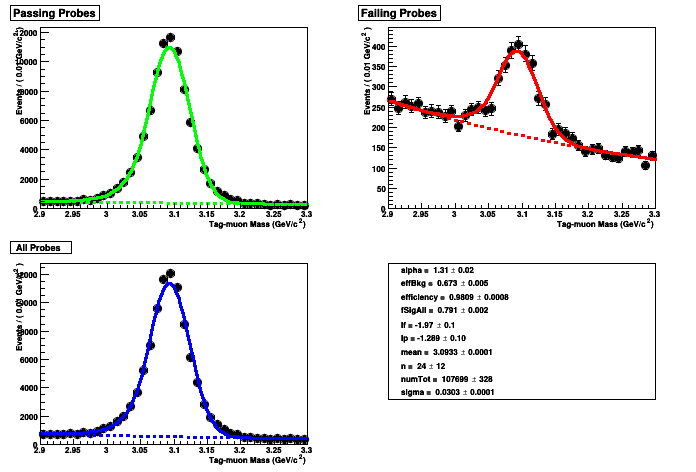 Passing Probes
Events / ( 0.01 GeV/c² )
12000
10000
8000
6000
4000
2000
0
2.9 2.95 3 3.05 3.1 3.15 3.2 3.25 3.3
Tag-muon Mass (GeV/c²)
Failing Probes
Events / ( 0.01 GeV/c² )
400
350
300
250
200
150
100
50
0
2.9 2.95 3 3.05 3.1 3.15 3.2 3.25 3.3
Tag-muon Mass (GeV/c²)
All Probes
Events / ( 0.01 GeV/c² )
8000
6000
4000
2000
0
2.9 2.95 3 3.05 3.1 3.15 3.2 3.25 3.3
Tag-muon Mass (GeV/c²)
alpha = 1.31 ± 0.02
effBkg = 0.673 ± 0.005
efficiency = 0.9809 ± 0.0008
fSigAll = 0.791 ± 0.002
lf = -1.97 ± 0.1
lp = -1.289 ± 0.10
mean = 3.0933 ± 0.0001
n = 24 ± 12
numTot = 107699 ± 328
sigma = 0.0303 ± 0.0001